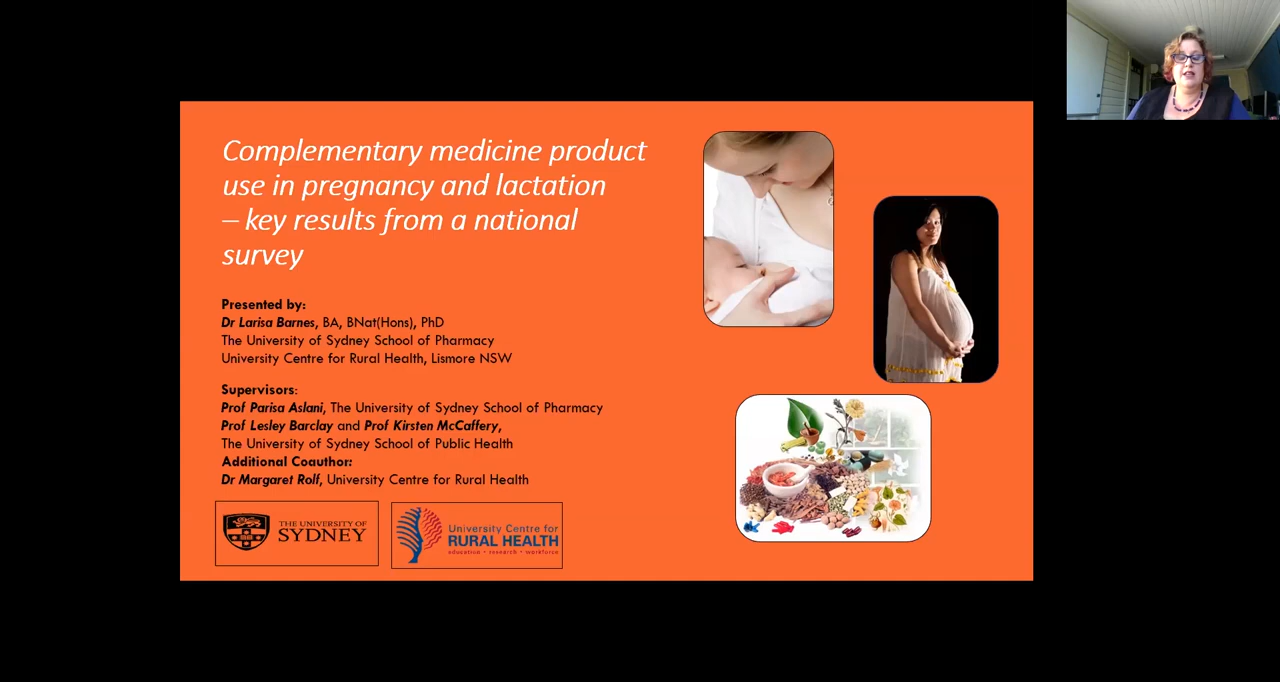 Complementary medicine product
use in pregnancy and lactation
– key results from a national
survey
Presented by:
Dr Larisa Barnes, BA, BNat(Hons), PhD
The University of Sydney School of Pharmacy
University Centre for Rural Health, Lismore NSW
Supervisors:
Prof Parisa Aslani, The University of Sydney School of Pharmacy
Prof Lesley Barclay and Prof Kirsten McCaffery,
The University of Sydney School of Public Health
Additional Coauthor:
Dr Margaret Rolf, University Centre for Rural Health
THE UNIVERSITY OF
SYDNEY
University Centre for
RURAL HEALTH
education • research • workforce